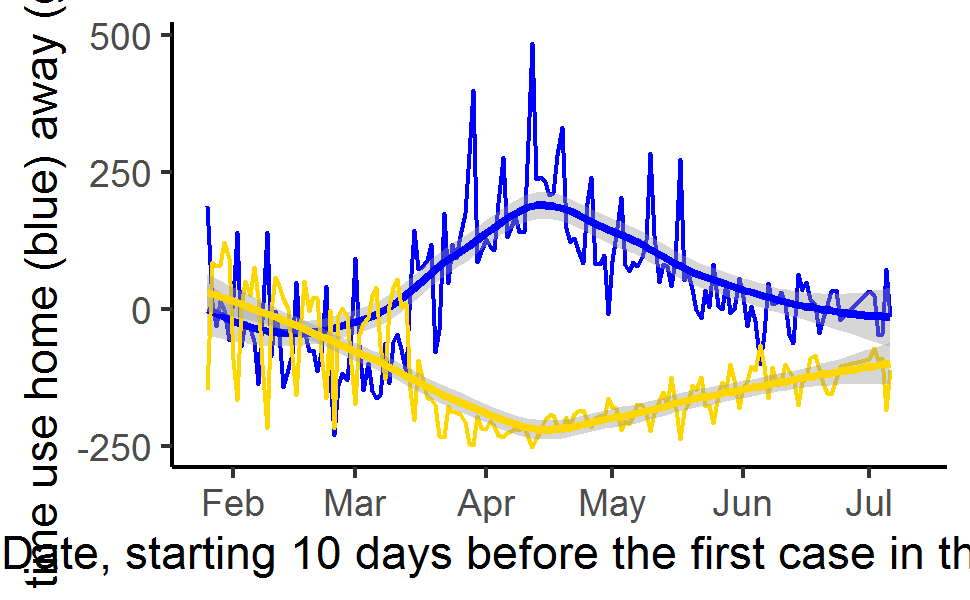 time use home (blue) away (
500
250
0
-250
Feb Mar Apr May Jun Jul
Date, starting 10 days before the first case in th